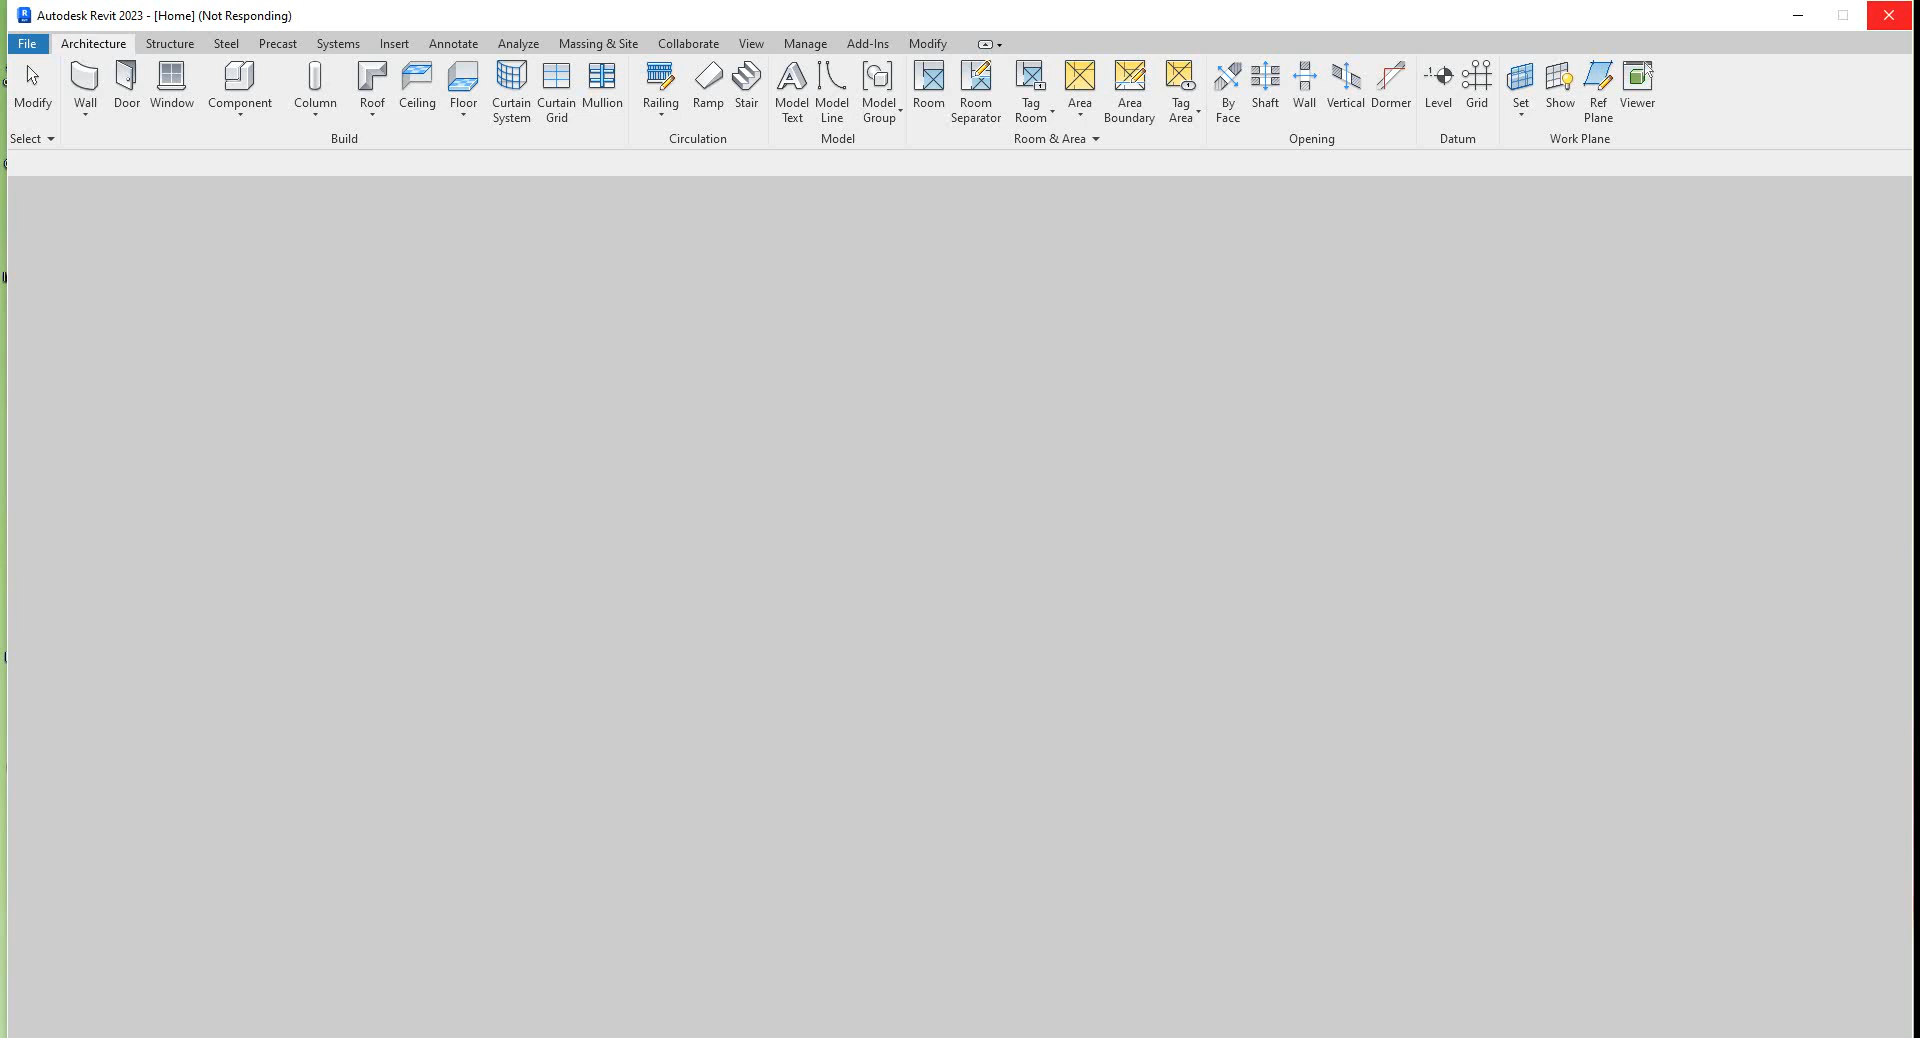 Autodesk Revit 2023 - [Home] (Not Responding)
File Architecture Structure Steel Precast Systems Insert Annotate Analyze Massing & Site Collaborate View Manage Add-Ins Modify
Modify Wall Door Window Component Column Roof Ceiling Floor Curtain System Curtain Grid Mullion Railing Ramp Stair Model Text Model Line Model Group Room Room Separator Tag Room Area Area Boundary Tag Area By Face Shaft Wall Vertical Dormer Level Grid Set Show Ref Plane Viewer
Select Build Circulation Model Room & Area Opening Datum Work Plane